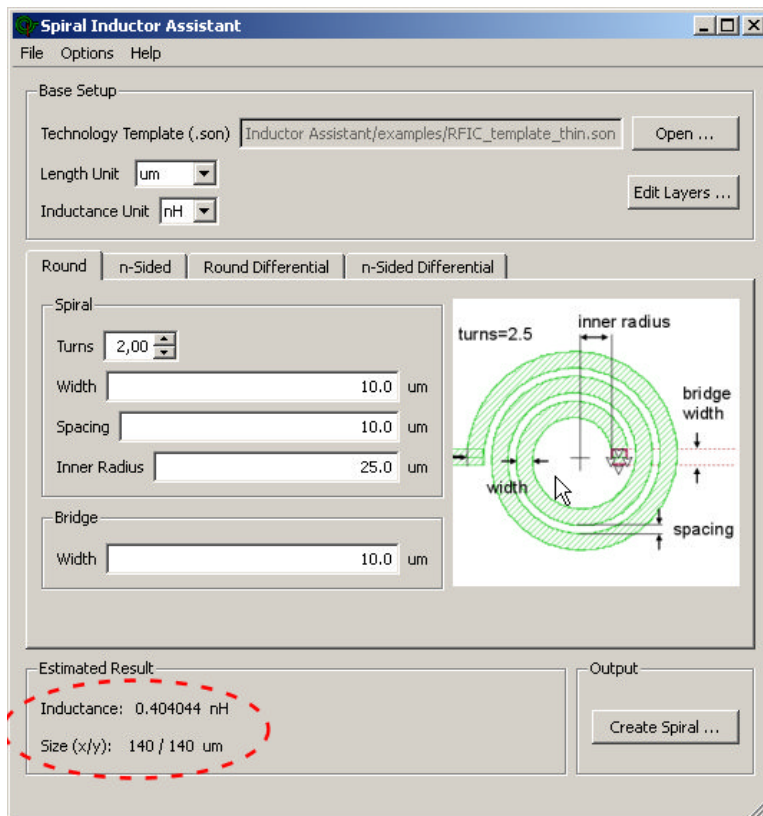 Spiral Inductor Assistant
File Options Help
Base Setup
Technology Template (.son) Inductor Assistant/examples/RFIC_template_thin.son Open ...
Length Unit um
Edit Layers ...
Inductance Unit nH
Round n-Sided Round Differential n-Sided Differential
Spiral
Turns 2,00
Width 10.0 um
Spacing 10.0 um
Inner Radius 25.0 um
Bridge
Width 10.0 um
turns=2.5
inner radius
bridge
width
width
spacing
Estimated Result
Inductance: 0.404044 nH
Size (x/y): 140 / 140 um
Output
Create Spiral ...